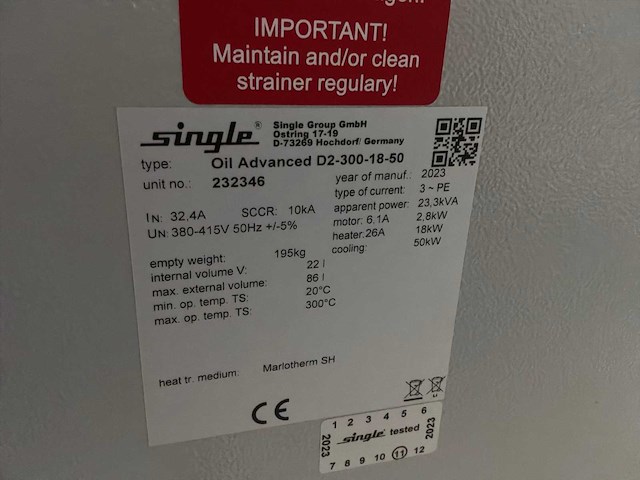 IMPORTANT!
Maintain and/or clean
strainer regulary!
single® Single Group GmbH
Ostring 17-19
D-73269 Hochdorf/ Germany
type: Oil Advanced D2-300-18-50
unit no.: 232346
year of manuf.: 2023
type of current: 3 ~ PE
IN: 32,4A SCCR: 10kA
apparent power: 23,3kVA
UN: 380-415V 50Hz +/-5%
motor: 6.1A 2,8kW
heater: 26A 18kW
cooling: 50kW
empty weight: 195kg
internal volume V: 22 l
max. external volume: 86 l
min. op. temp. TS: 20°C
max. op. temp. TS: 300°C
heat tr. medium: Marlotherm SH
CE
1 2 3 4 5 6
2023 single tested 2023
7 8 9 10 11 12